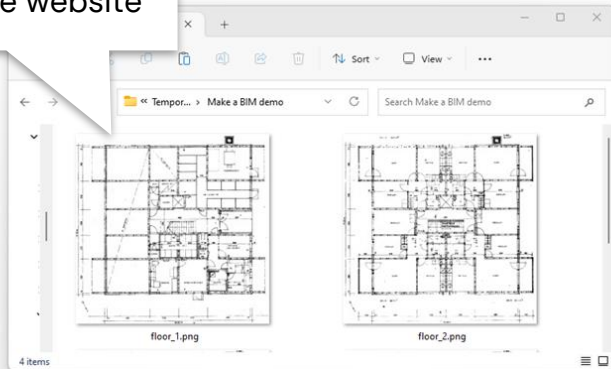 e website
Sort
View
« Tempor... > Make a BIM demo
Search Make a BIM demo
floor_1.png
floor_2.png
4 items